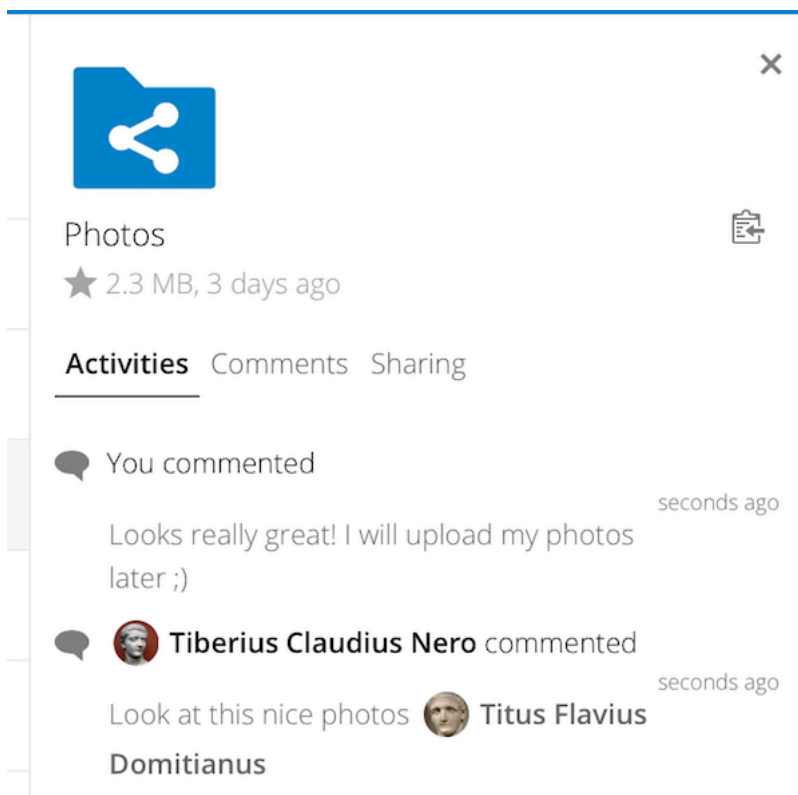 Photos
2.3 MB, 3 days ago
Activities Comments Sharing
You commented
seconds ago
Looks really great! I will upload my photos
later ;)
Tiberius Claudius Nero commented
seconds ago
Look at this nice photos Titus Flavius
Domitianus